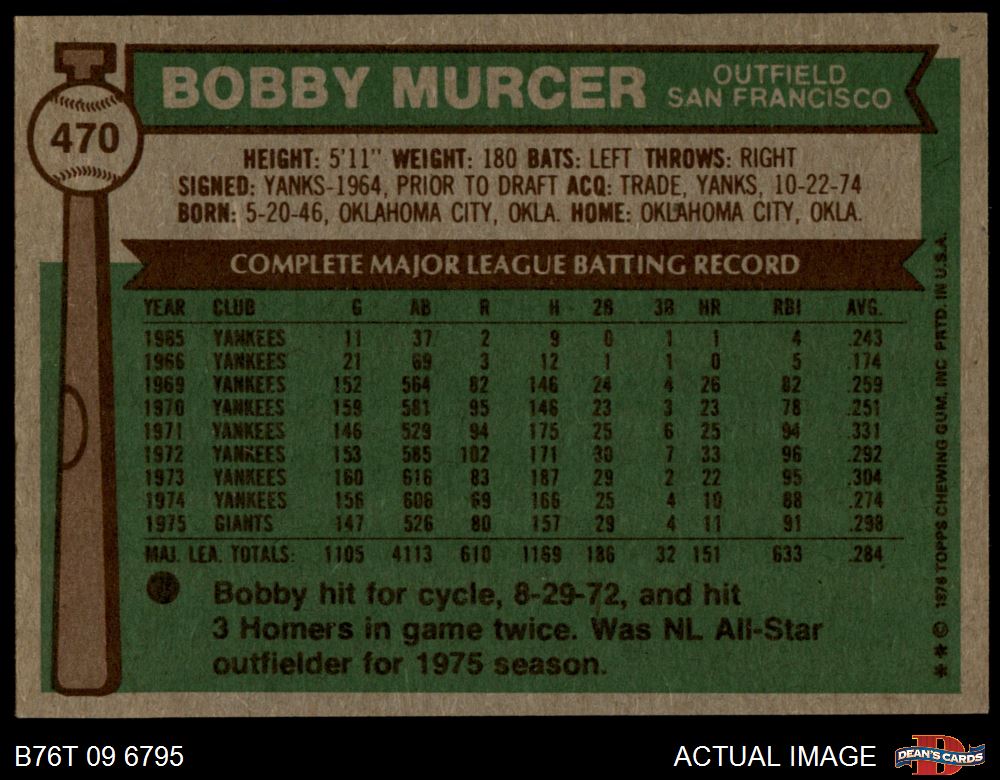 BOBBY MURCER
OUTFIELD
SAN FRANCISCO
470
HEIGHT: 5'11" WEIGHT: 180 BATS: LEFT THROWS: RIGHT
SIGNED: YANKS-1964, PRIOR TO DRAFT ACQ: TRADE, YANKS, 10-22-74
BORN: 5-20-46, OKLAHOMA CITY, OKLA. HOME: OKLAHOMA CITY, OKLA.
COMPLETE MAJOR LEAGUE BATTING RECORD
YEAR CLUB G AB R H 2B 3B HR RBI AVG.
1965 YANKEES 11 37 2 9 0 1 1 4 .243
1966 YANKEES 21 69 3 12 1 1 0 5 .174
1969 YANKEES 152 564 82 146 24 4 26 82 .259
1970 YANKEES 159 581 95 146 23 3 23 78 .251
1971 YANKEES 146 529 94 175 25 6 25 94 .331
1972 YANKEES 153 585 102 171 30 7 33 96 .292
1973 YANKEES 160 616 83 187 29 2 22 95 .304
1974 YANKEES 156 606 69 166 25 4 10 88 .274
1975 GIANTS 147 526 80 157 29 4 11 91 .298
MAJ. LEA. TOTALS: 1105 4113 610 1169 186 32 151 633 .284
Bobby hit for cycle, 8-29-72, and hit
3 Homers in game twice. Was NL All-Star
outfielder for 1975 season.
* * © 1976 TOPPS CHEWING GUM, INC PRTD. IN U.S.A.
B76T 09 6795
ACTUAL IMAGE
D
DEAN'S CARDS